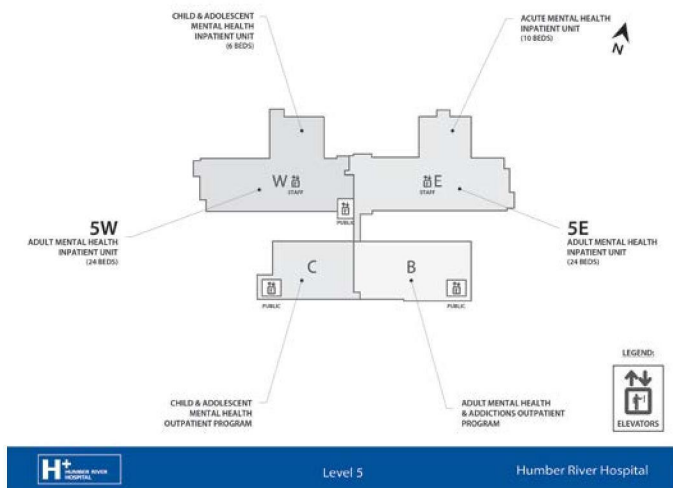 CHILD & ADOLESCENT
MENTAL HEALTH
INPATIENT UNIT
(6 BEDS)
ACUTE MENTAL HEALTH
INPATIENT UNIT
(10 BEDS)
N
W
STAFF
E
STAFF
PUBLIC
5W
ADULT MENTAL HEALTH
INPATIENT UNIT
(24 BEDS)
5E
ADULT MENTAL HEALTH
INPATIENT UNIT
(24 BEDS)
C
B
PUBLIC
PUBLIC
LEGEND:
ELEVATORS
CHILD & ADOLESCENT
MENTAL HEALTH
OUTPATIENT PROGRAM
ADULT MENTAL HEALTH
& ADDICTIONS OUTPATIENT
PROGRAM
H+
HUMBER RIVER
HOSPITAL
Level 5
Humber River Hospital